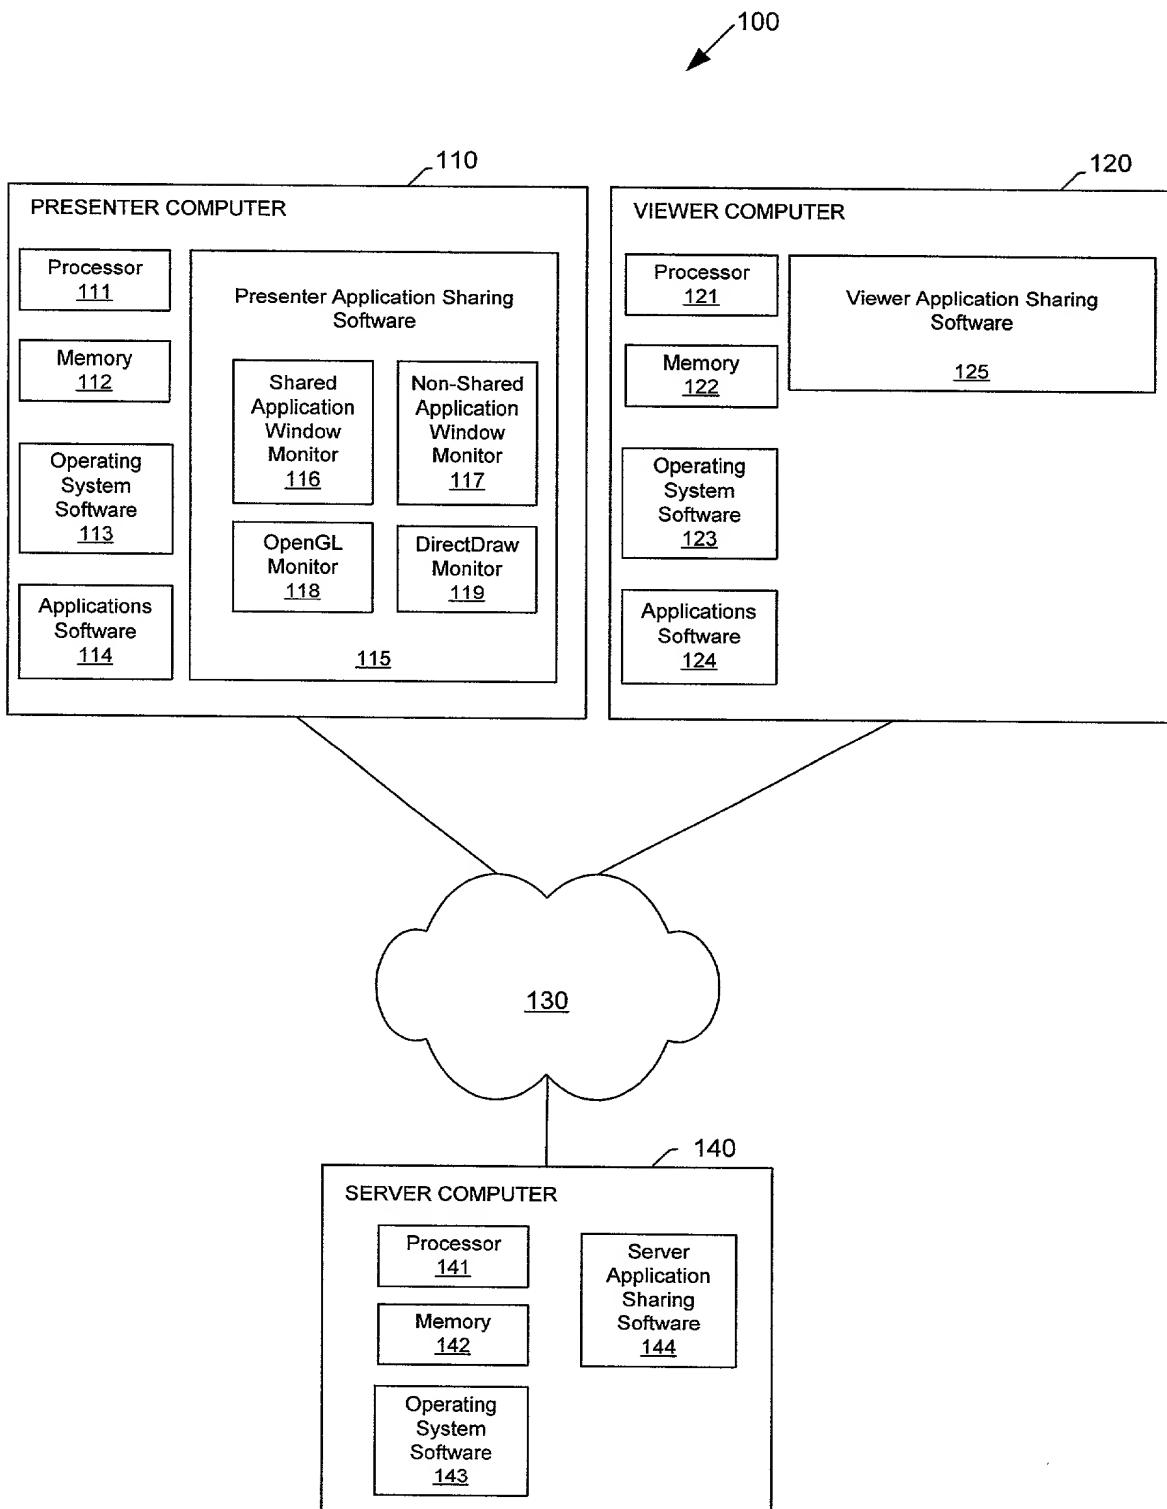 100
110
PRESENTER COMPUTER
Processor
111
Memory
112
Operating
System
Software
113
Applications
Software
114
Presenter Application Sharing
Software
Shared
Application
Window
Monitor
116
Non-Shared
Application
Window
Monitor
117
OpenGL
Monitor
118
DirectDraw
Monitor
119
115
120
VIEWER COMPUTER
Processor
121
Memory
122
Operating
System
Software
123
Applications
Software
124
Viewer Application Sharing
Software
125
130
140
SERVER COMPUTER
Processor
141
Memory
142
Operating
System
Software
143
Server
Application
Sharing
Software
144